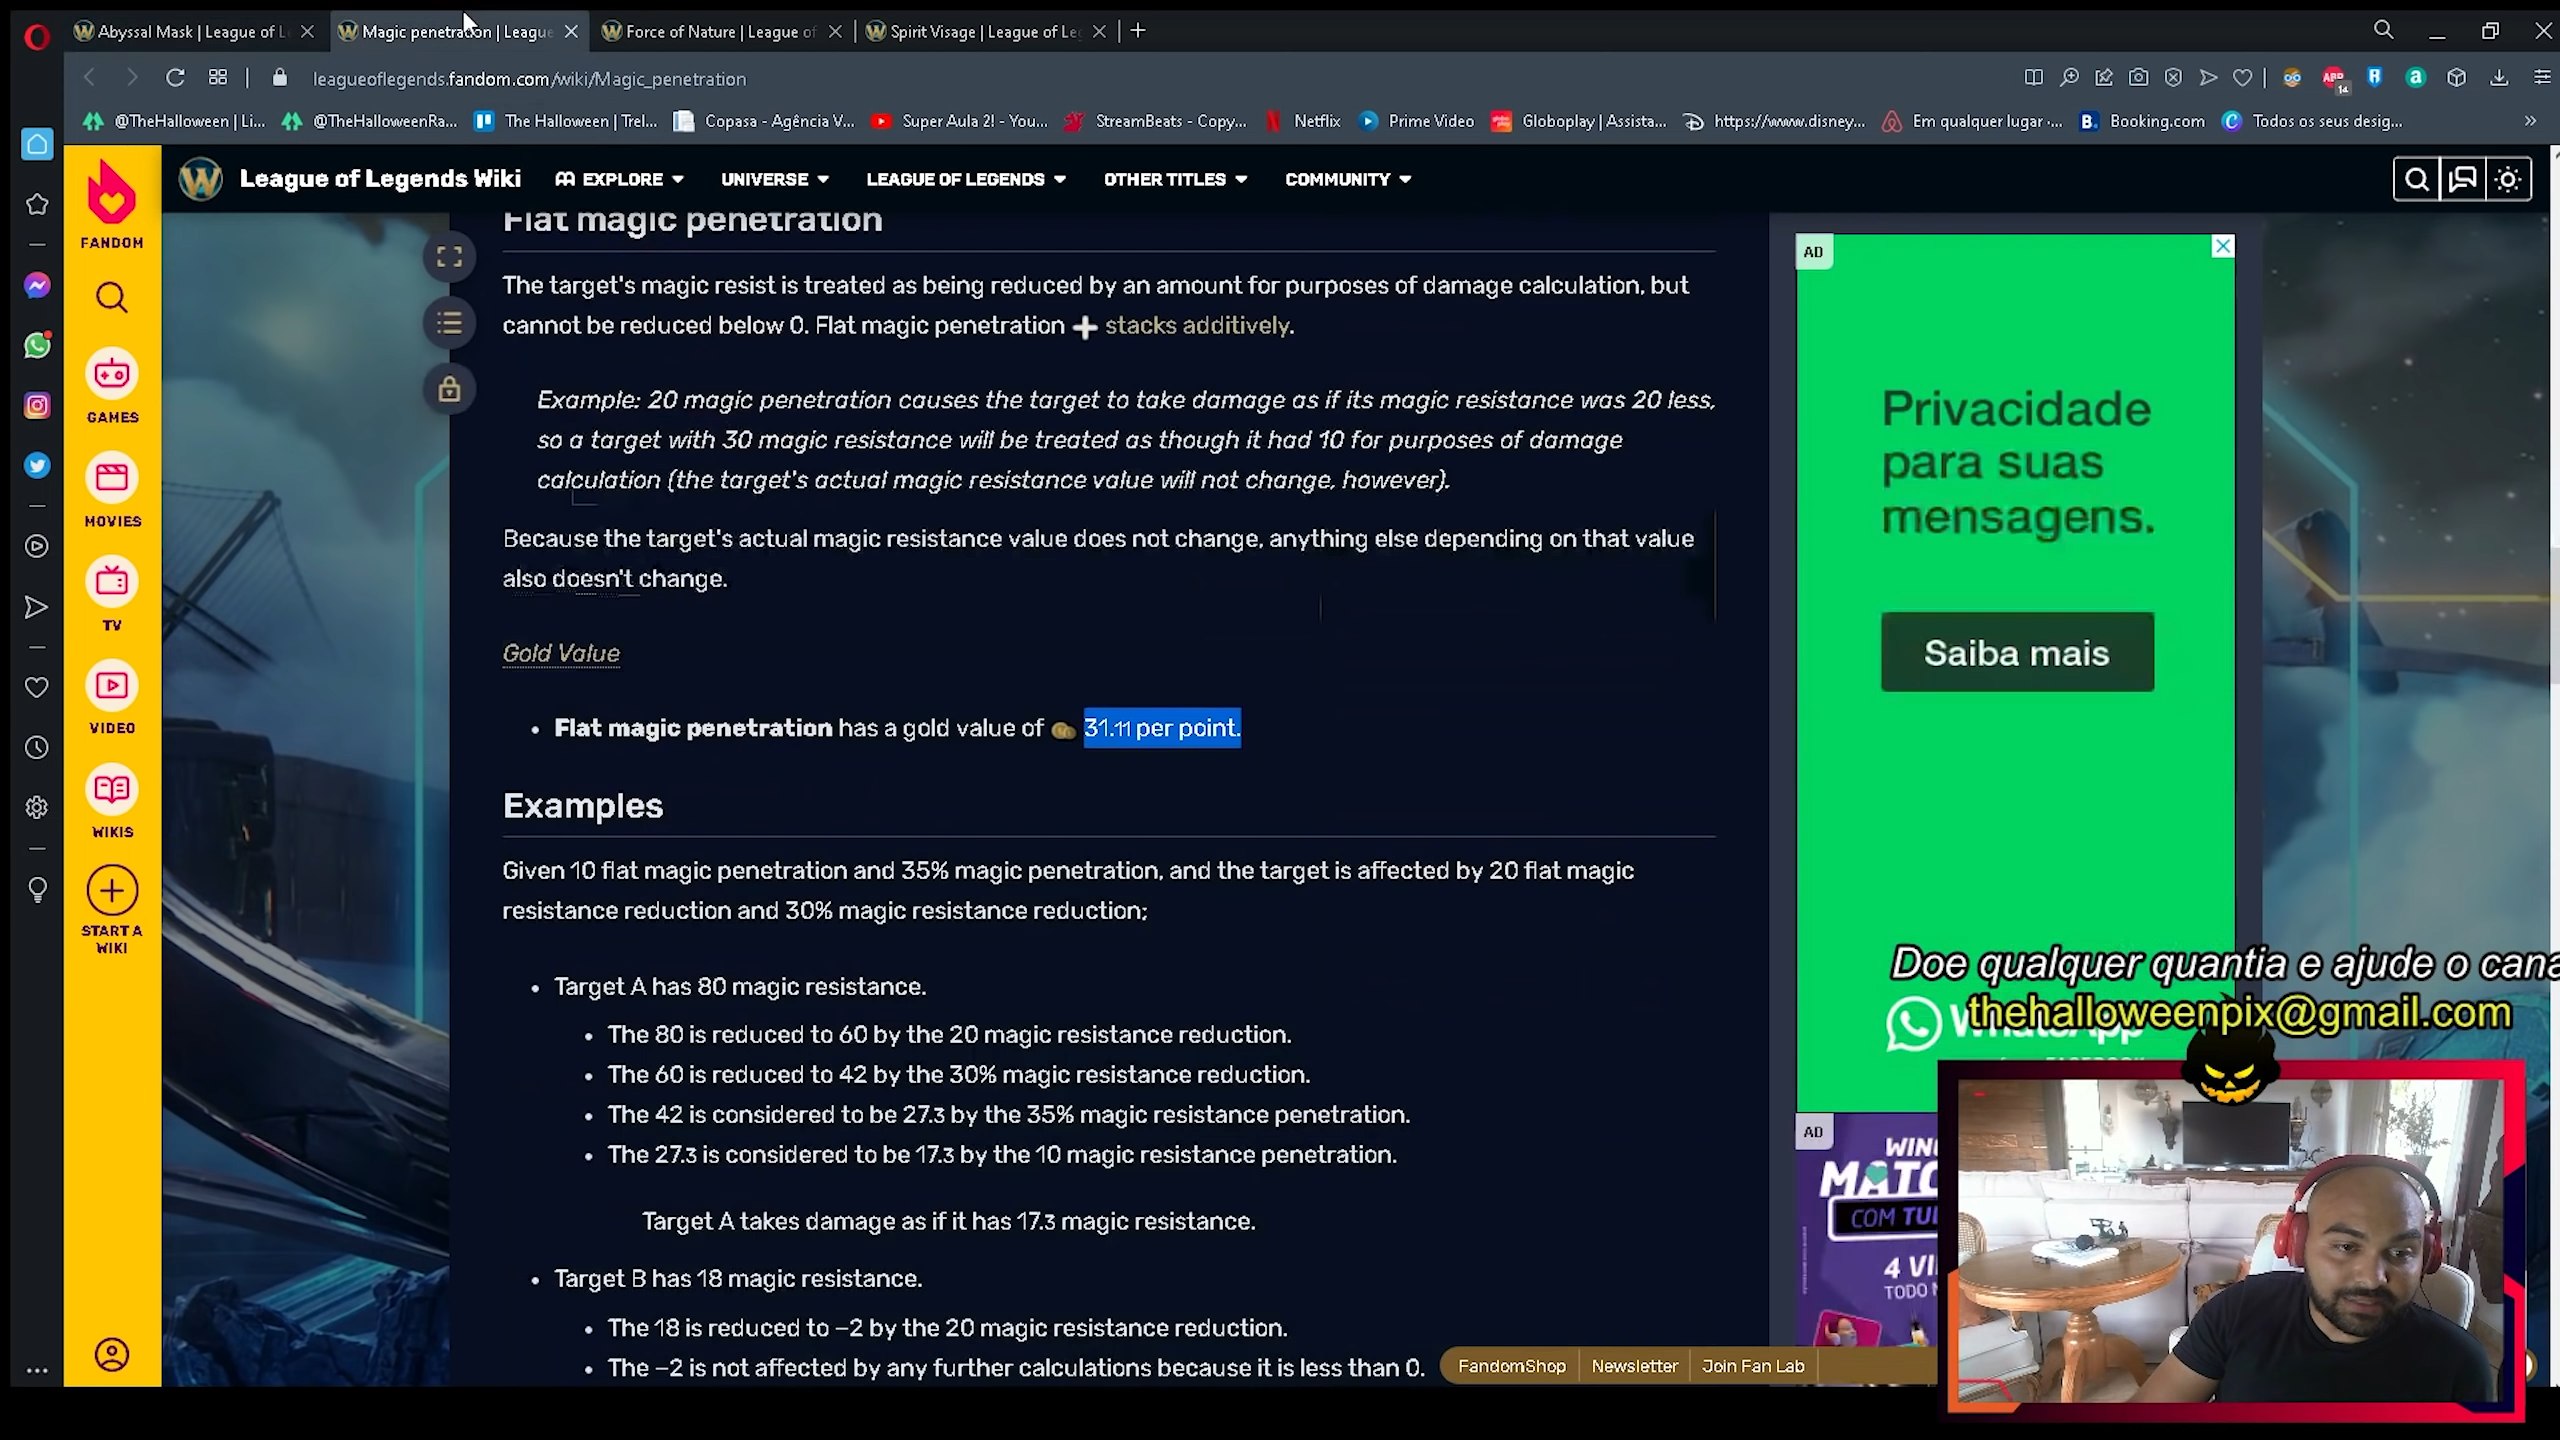 Abyssal Mask | League of L
Magic penetration | League
Force of Nature | League of
Spirit Visage | League of Le
leagueoflegends.fandom.com/wiki/Magic_penetration
ABP
14
@TheHalloween | Li...
@TheHalloweenRa...
The Halloween | Trel...
Copasa - Agência V...
Super Aula 2! - You...
StreamBeats - Copy...
Netflix
Prime Video
Globoplay | Assista...
https://www.disney...
Em qualquer lugar ·...
Booking.com
Todos os seus desig...
FANDOM
GAMES
MOVIES
TV
VIDEO
WIKIS
START A
WIKI
League of Legends Wiki
EXPLORE
UNIVERSE
LEAGUE OF LEGENDS
OTHER TITLES
COMMUNITY
Flat magic penetration
The target's magic resist is treated as being reduced by an amount for purposes of damage calculation, but
cannot be reduced below 0. Flat magic penetration + stacks additively.
Example: 20 magic penetration causes the target to take damage as if its magic resistance was 20 less,
so a target with 30 magic resistance will be treated as though it had 10 for purposes of damage
calculation (the target's actual magic resistance value will not change, however).
Because the target's actual magic resistance value does not change, anything else depending on that value
also doesn't change.
Gold Value
• Flat magic penetration has a gold value of 31.11 per point.
Examples
Given 10 flat magic penetration and 35% magic penetration, and the target is affected by 20 flat magic
resistance reduction and 30% magic resistance reduction;
• Target A has 80 magic resistance.
• The 80 is reduced to 60 by the 20 magic resistance reduction.
• The 60 is reduced to 42 by the 30% magic resistance reduction.
• The 42 is considered to be 27.3 by the 35% magic resistance penetration.
• The 27.3 is considered to be 17.3 by the 10 magic resistance penetration.
Target A takes damage as if it has 17.3 magic resistance.
• Target B has 18 magic resistance.
• The 18 is reduced to −2 by the 20 magic resistance reduction.
• The −2 is not affected by any further calculations because it is less than 0.
FandomShop
Newsletter
Join Fan Lab
AD
Privacidade
para suas
mensagens.
Saiba mais
Doe qualquer quantia e ajude o cana
thehalloweenpix@gmail.com
AD
COM